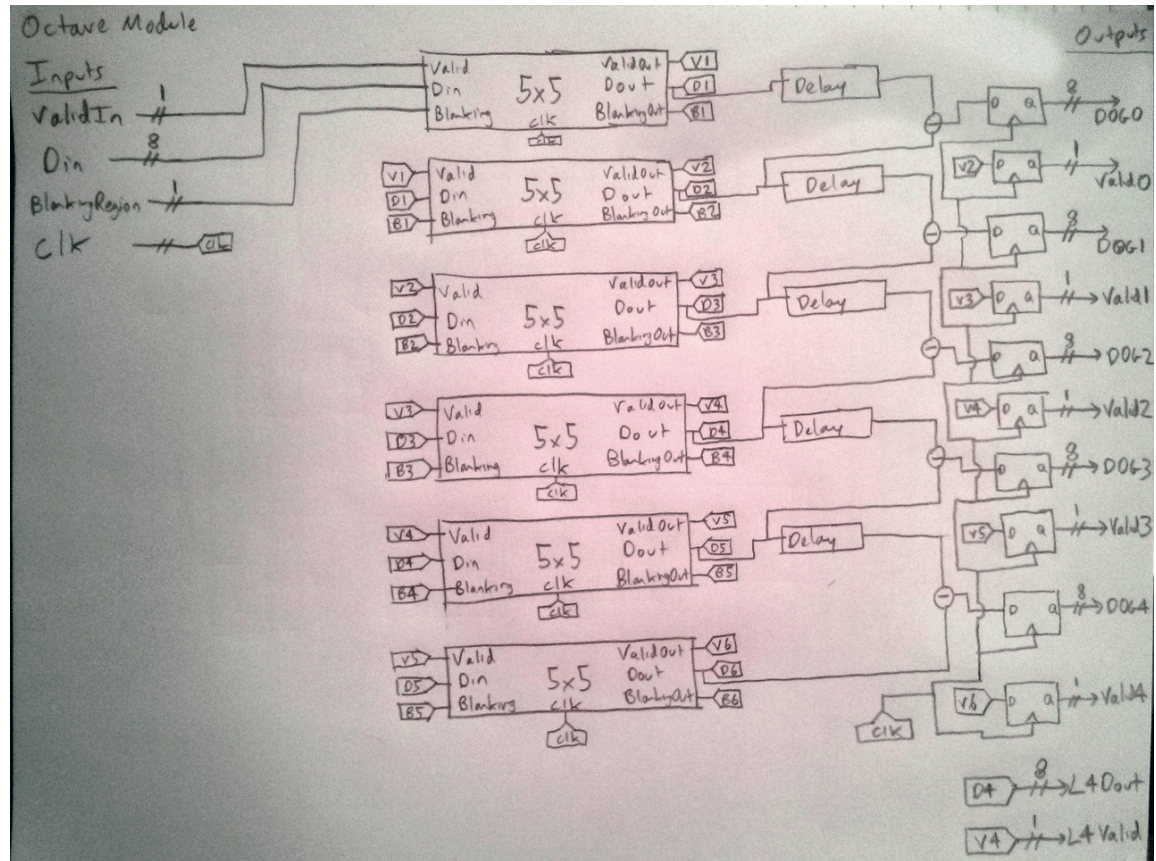 Octave Module
Outputs
Inputs
ValidIn 1
Din 8
BlankingRegion 1
clk clk
Valid ValidOut V1
Din 5x5 Dout D1 Delay
Blanking clk BlankingOut B1
clk
- D Q 8 DOG0
V1 Valid ValidOut V2
D1 Din 5x5 Dout D2 Delay
B1 Blanking clk BlankingOut B2
clk
V2 D Q 1 Valid0
- D Q 8 DOG1
V2 Valid Validout V3
D2 Din 5x5 Dout D3 Delay
B2 Blanking clk BlankingOut B3
clk
V3 D Q 1 Valid1
- D Q 8 DOG2
V3 Valid Validout V4
D3 Din 5x5 Dout D4 Delay
B3 Blanking clk BlankingOut B4
clk
V4 D Q 1 Valid2
- D Q 8 DOG3
V4 Valid ValidOut V5
D4 Din 5x5 Dout D5 Delay
B4 Blanking clk BlankingOut B5
clk
V5 D Q 1 Valid3
- D Q 8 DOG4
V5 Valid ValidOut V6
D5 Din 5x5 Dout D6
B5 Blanking clk BlankingOut B6
clk
clk
V6 D Q 1 Valid4
D4 8 L4Dout
V4 1 L4Valid